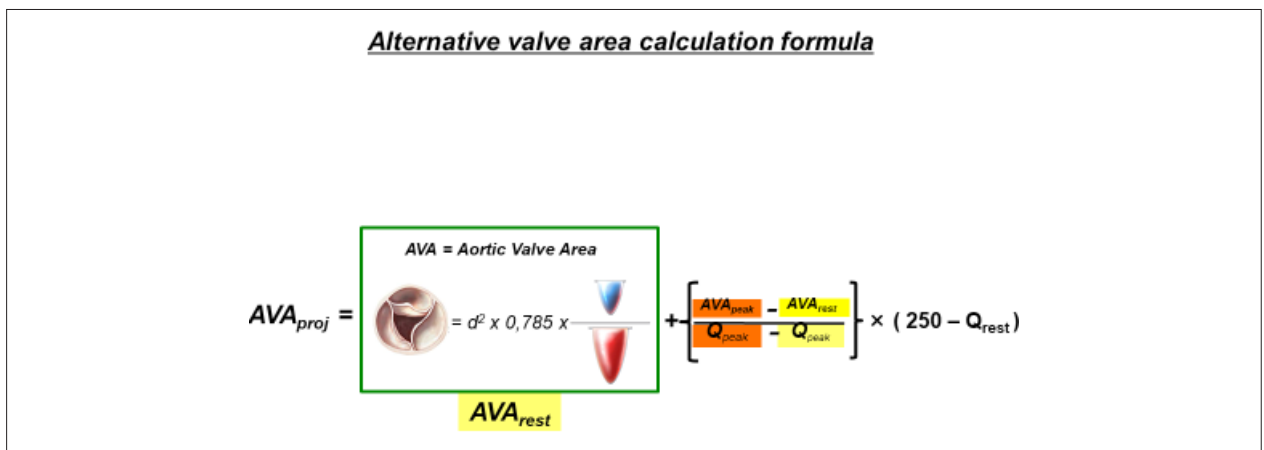 Alternative valve area calculation formula
AVA = Aortic Valve Area
AVAproj = = d² x 0,785 x + [ AVApeak – AVArest / Qpeak – Qpeak ] × ( 250 – Qrest )
AVArest